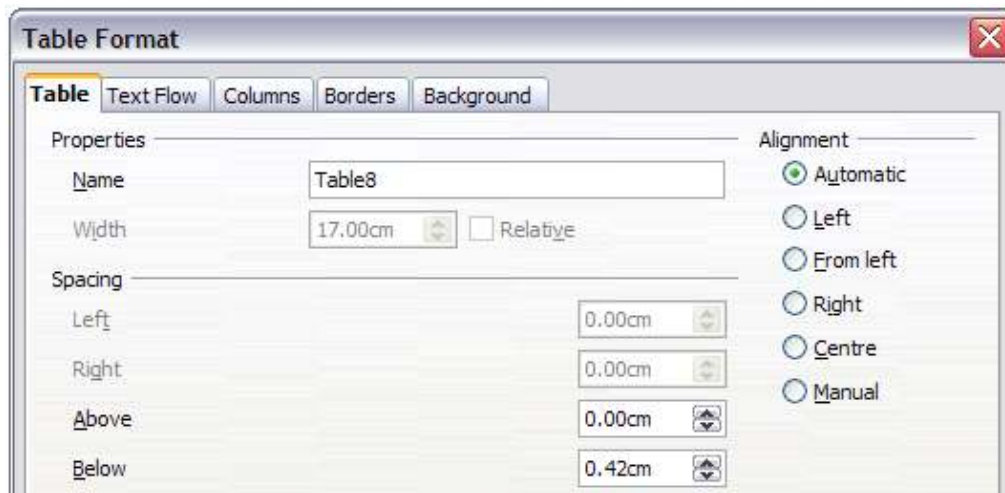 Table Format
Table Text Flow Columns Borders Background
Properties
Name Table8
Width 17.00cm Relative
Spacing
Left 0.00cm
Right 0.00cm
Above 0.00cm
Below 0.42cm
Alignment
Automatic
Left
From left
Right
Centre
Manual